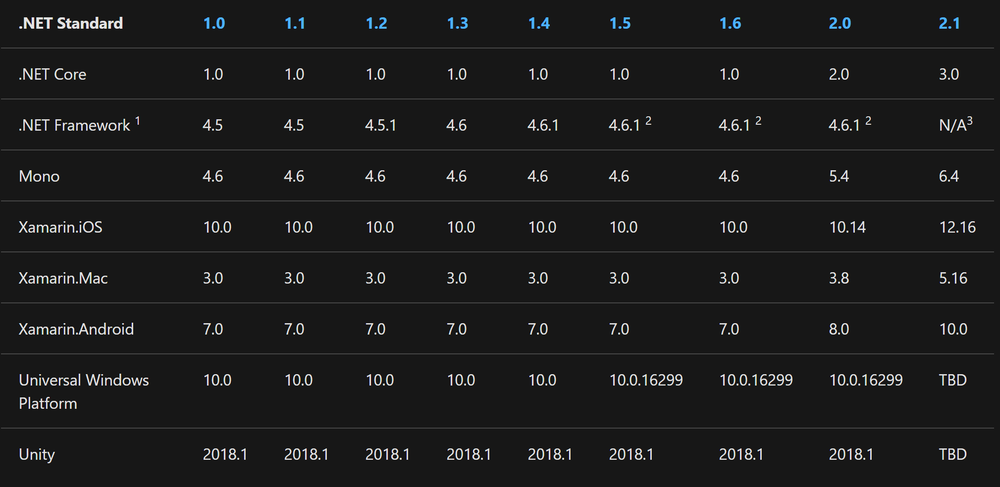 .NET Standard 1.0 1.1 1.2 1.3 1.4 1.5 1.6 2.0 2.1
.NET Core 1.0 1.0 1.0 1.0 1.0 1.0 1.0 2.0 3.0
.NET Framework 1 4.5 4.5 4.5.1 4.6 4.6.1 4.6.1 2 4.6.1 2 4.6.1 2 N/A3
Mono 4.6 4.6 4.6 4.6 4.6 4.6 4.6 5.4 6.4
Xamarin.iOS 10.0 10.0 10.0 10.0 10.0 10.0 10.0 10.14 12.16
Xamarin.Mac 3.0 3.0 3.0 3.0 3.0 3.0 3.0 3.8 5.16
Xamarin.Android 7.0 7.0 7.0 7.0 7.0 7.0 7.0 8.0 10.0
Universal Windows 10.0 10.0 10.0 10.0 10.0 10.0.16299 10.0.16299 10.0.16299 TBD
Platform
Unity 2018.1 2018.1 2018.1 2018.1 2018.1 2018.1 2018.1 2018.1 TBD